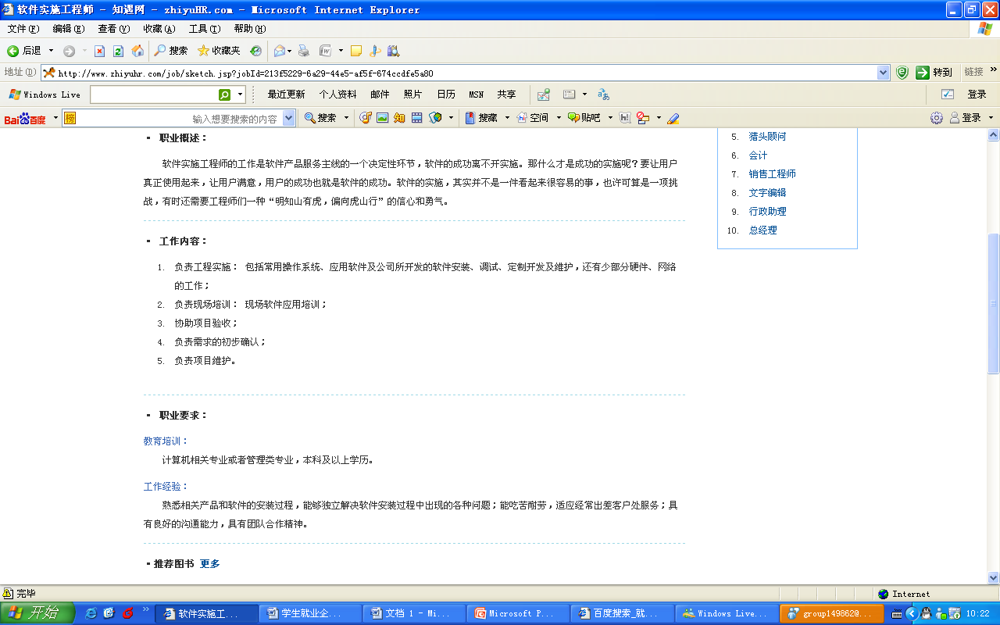 软件实施工程师 - 知遇网 - zhiyuHR.com - Microsoft Internet Explorer
文件(F) 编辑(E) 查看(V) 收藏(A) 工具(T) 帮助(H)
后退 搜索 收藏夹
地址(D) http://www.zhiyuhr.com/job/sketch.jsp?jobId=213f5229-6a29-44e5-af5f-674ccdfe5a80 转到 链接 »
Windows Live 最近更新 个人资料 邮件 照片 日历 MSN 共享 登录
Bai百度 榜 输入想要搜索的内容 搜索 知 搜藏 hi 空间 贴吧 hi 登录
· 职业概述：
软件实施工程师的工作是软件产品服务主线的一个决定性环节，软件的成功离不开实施。那什么才是成功的实施呢？要让用户
真正使用起来，让用户满意，用户的成功也就是软件的成功。软件的实施，其实并不是一件看起来很容易的事，也许可算是一项挑
战，有时还需要工程师们一种“明知山有虎，偏向虎山行”的信心和勇气。
· 工作内容：
1. 负责工程实施： 包括常用操作系统、应用软件及公司所开发的软件安装、调试、定制开发及维护，还有少部分硬件、网络
的工作；
2. 负责现场培训： 现场软件应用培训；
3. 协助项目验收；
4. 负责需求的初步确认；
5. 负责项目维护。
· 职业要求：
教育培训：
计算机相关专业或者管理类专业，本科及以上学历。
工作经验：
熟悉相关产品和软件的安装过程，能够独立解决软件安装过程中出现的各种问题；能吃苦耐劳，适应经常出差客户处服务；具
有良好的沟通能力，具有团队合作精神。
·推荐图书 更多
5. 猎头顾问
6. 会计
7. 销售工程师
8. 文字编辑
9. 行政助理
10. 总经理
完毕 Internet
开始 » 软件实施工... 学生就业企... 文档 1 - Mi... Microsoft P... 百度搜索_就... Windows Live... group149862@... 10:22